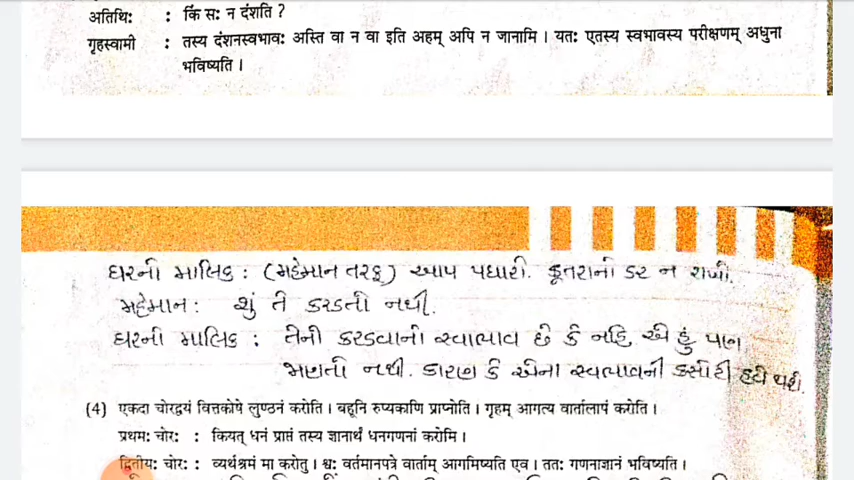 अतिथिः : किं सः न दंशति ?
गृहस्वामी : तस्य दंशनस्वभावः अस्ति वा न वा इति अहम् अपि न जानामि । यतः एतस्य स्वभावस्य परीक्षणम् अधुना
भविष्यति ।
ઘરની માલિક : (મહેમાન તરફ) આપ પધારો. કૂતરાનો ડર ન રાખો.
મહેમાન : શું તે કરડતો નથી.
ઘરનો માલિક : તેની કરડવાનો સ્વાભાવ છે કે નહિ એ હું પણ
જાણતો નથી. કારણ કે એના સ્વભાવની કસોટી હવે થશે.
(4) एकदा चोरद्वयं वित्तकोषे लुण्ठनं करोति । बहूनि रुप्यकाणि प्राप्नोति । गृहम् आगत्य वार्तालापं करोति ।
प्रथमः चोरः : कियत् धनं प्राप्तं तस्य ज्ञानार्थं धनगणनां करोमि ।
द्वितीयः चोरः : व्यर्थश्रमं मा करोतु । श्वः वर्तमानपत्रे वार्ताम् आगमिष्यति एव । ततः गणनाज्ञानं भविष्यति ।